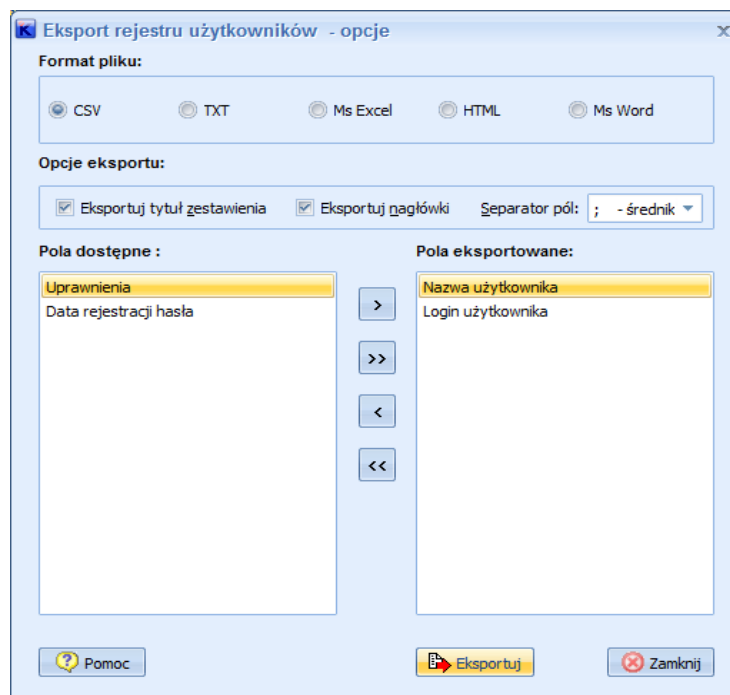 K Eksport rejestru użytkowników - opcje x
Format pliku:
CSV TXT Ms Excel HTML Ms Word
Opcje eksportu:
Eksportuj tytuł zestawienia Eksportuj nagłówki Separator pól: ; - średnik
Pola dostępne : Pola eksportowane:
Uprawnienia Nazwa użytkownika
Data rejestracji hasła Login użytkownika
>
>>
<
<<
? Pomoc Eksportuj Zamknij